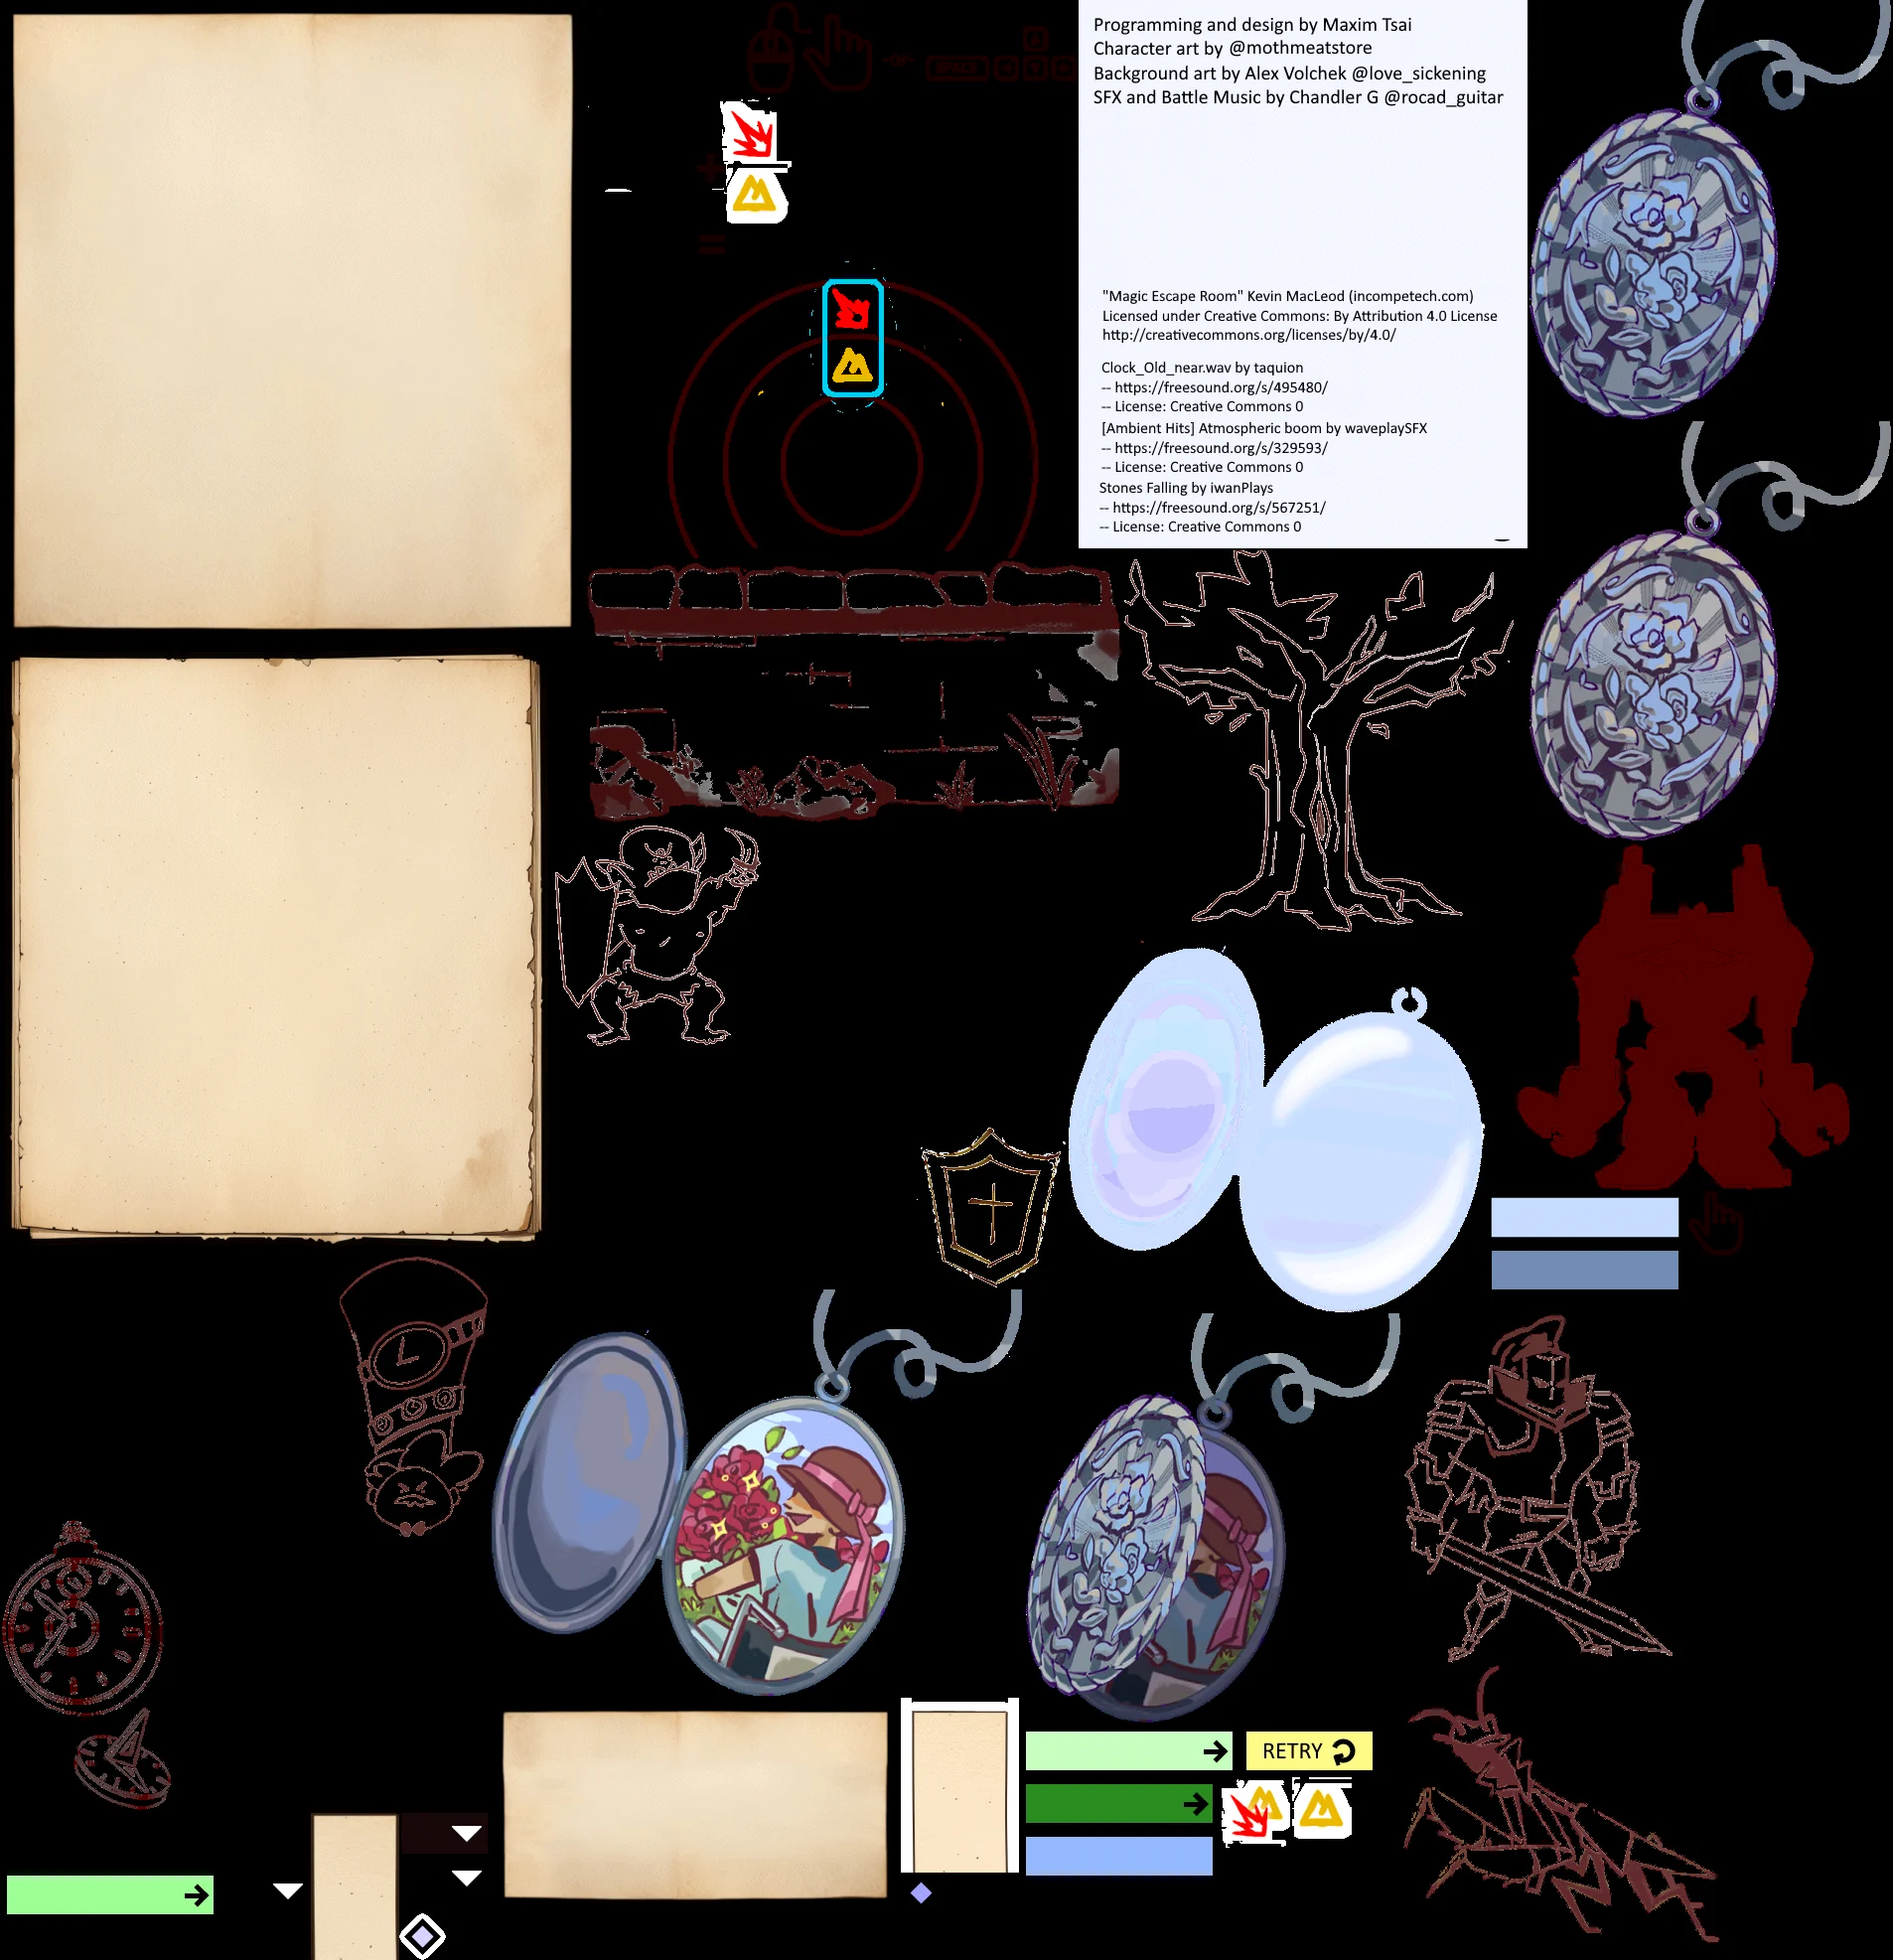 Programming and design by Maxim Tsai
Character art by @mothmeatstore
Background art by Alex Volchek @love_sickening
SFX and Battle Music by Chandler G @rocad_guitar
"Magic Escape Room" Kevin MacLeod (incompetech.com)
Licensed under Creative Commons: By Attribution 4.0 License
http://creativecommons.org/licenses/by/4.0/
Clock_Old_near.wav by taquion
-- https://freesound.org/s/495480/
-- License: Creative Commons 0
[Ambient Hits] Atmospheric boom by waveplaySFX
-- https://freesound.org/s/329593/
-- License: Creative Commons 0
Stones Falling by iwanPlays
-- https://freesound.org/s/567251/
-- License: Creative Commons 0
RETRY